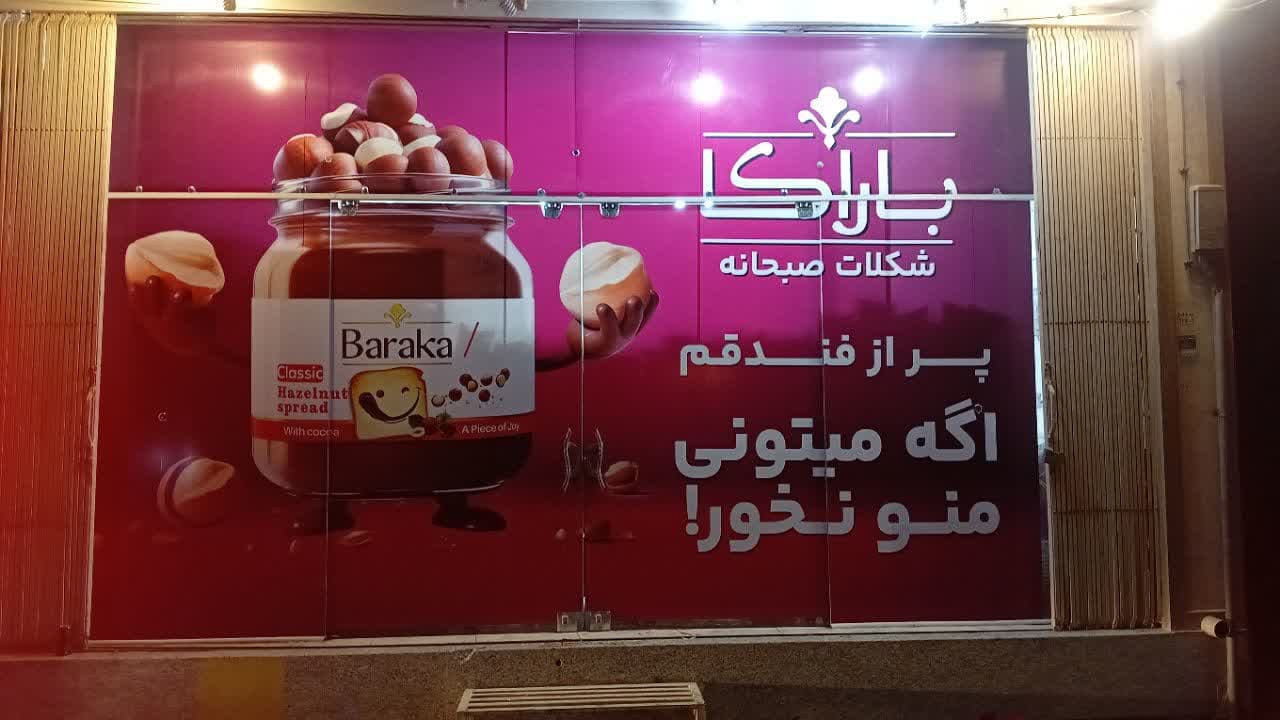 باراکا
شکلات صبحانه
پر از فندقم
اگه میتونی
منو نخور!
Baraka
Classic
Hazelnut
spread
With cocoa
A Piece of Joy